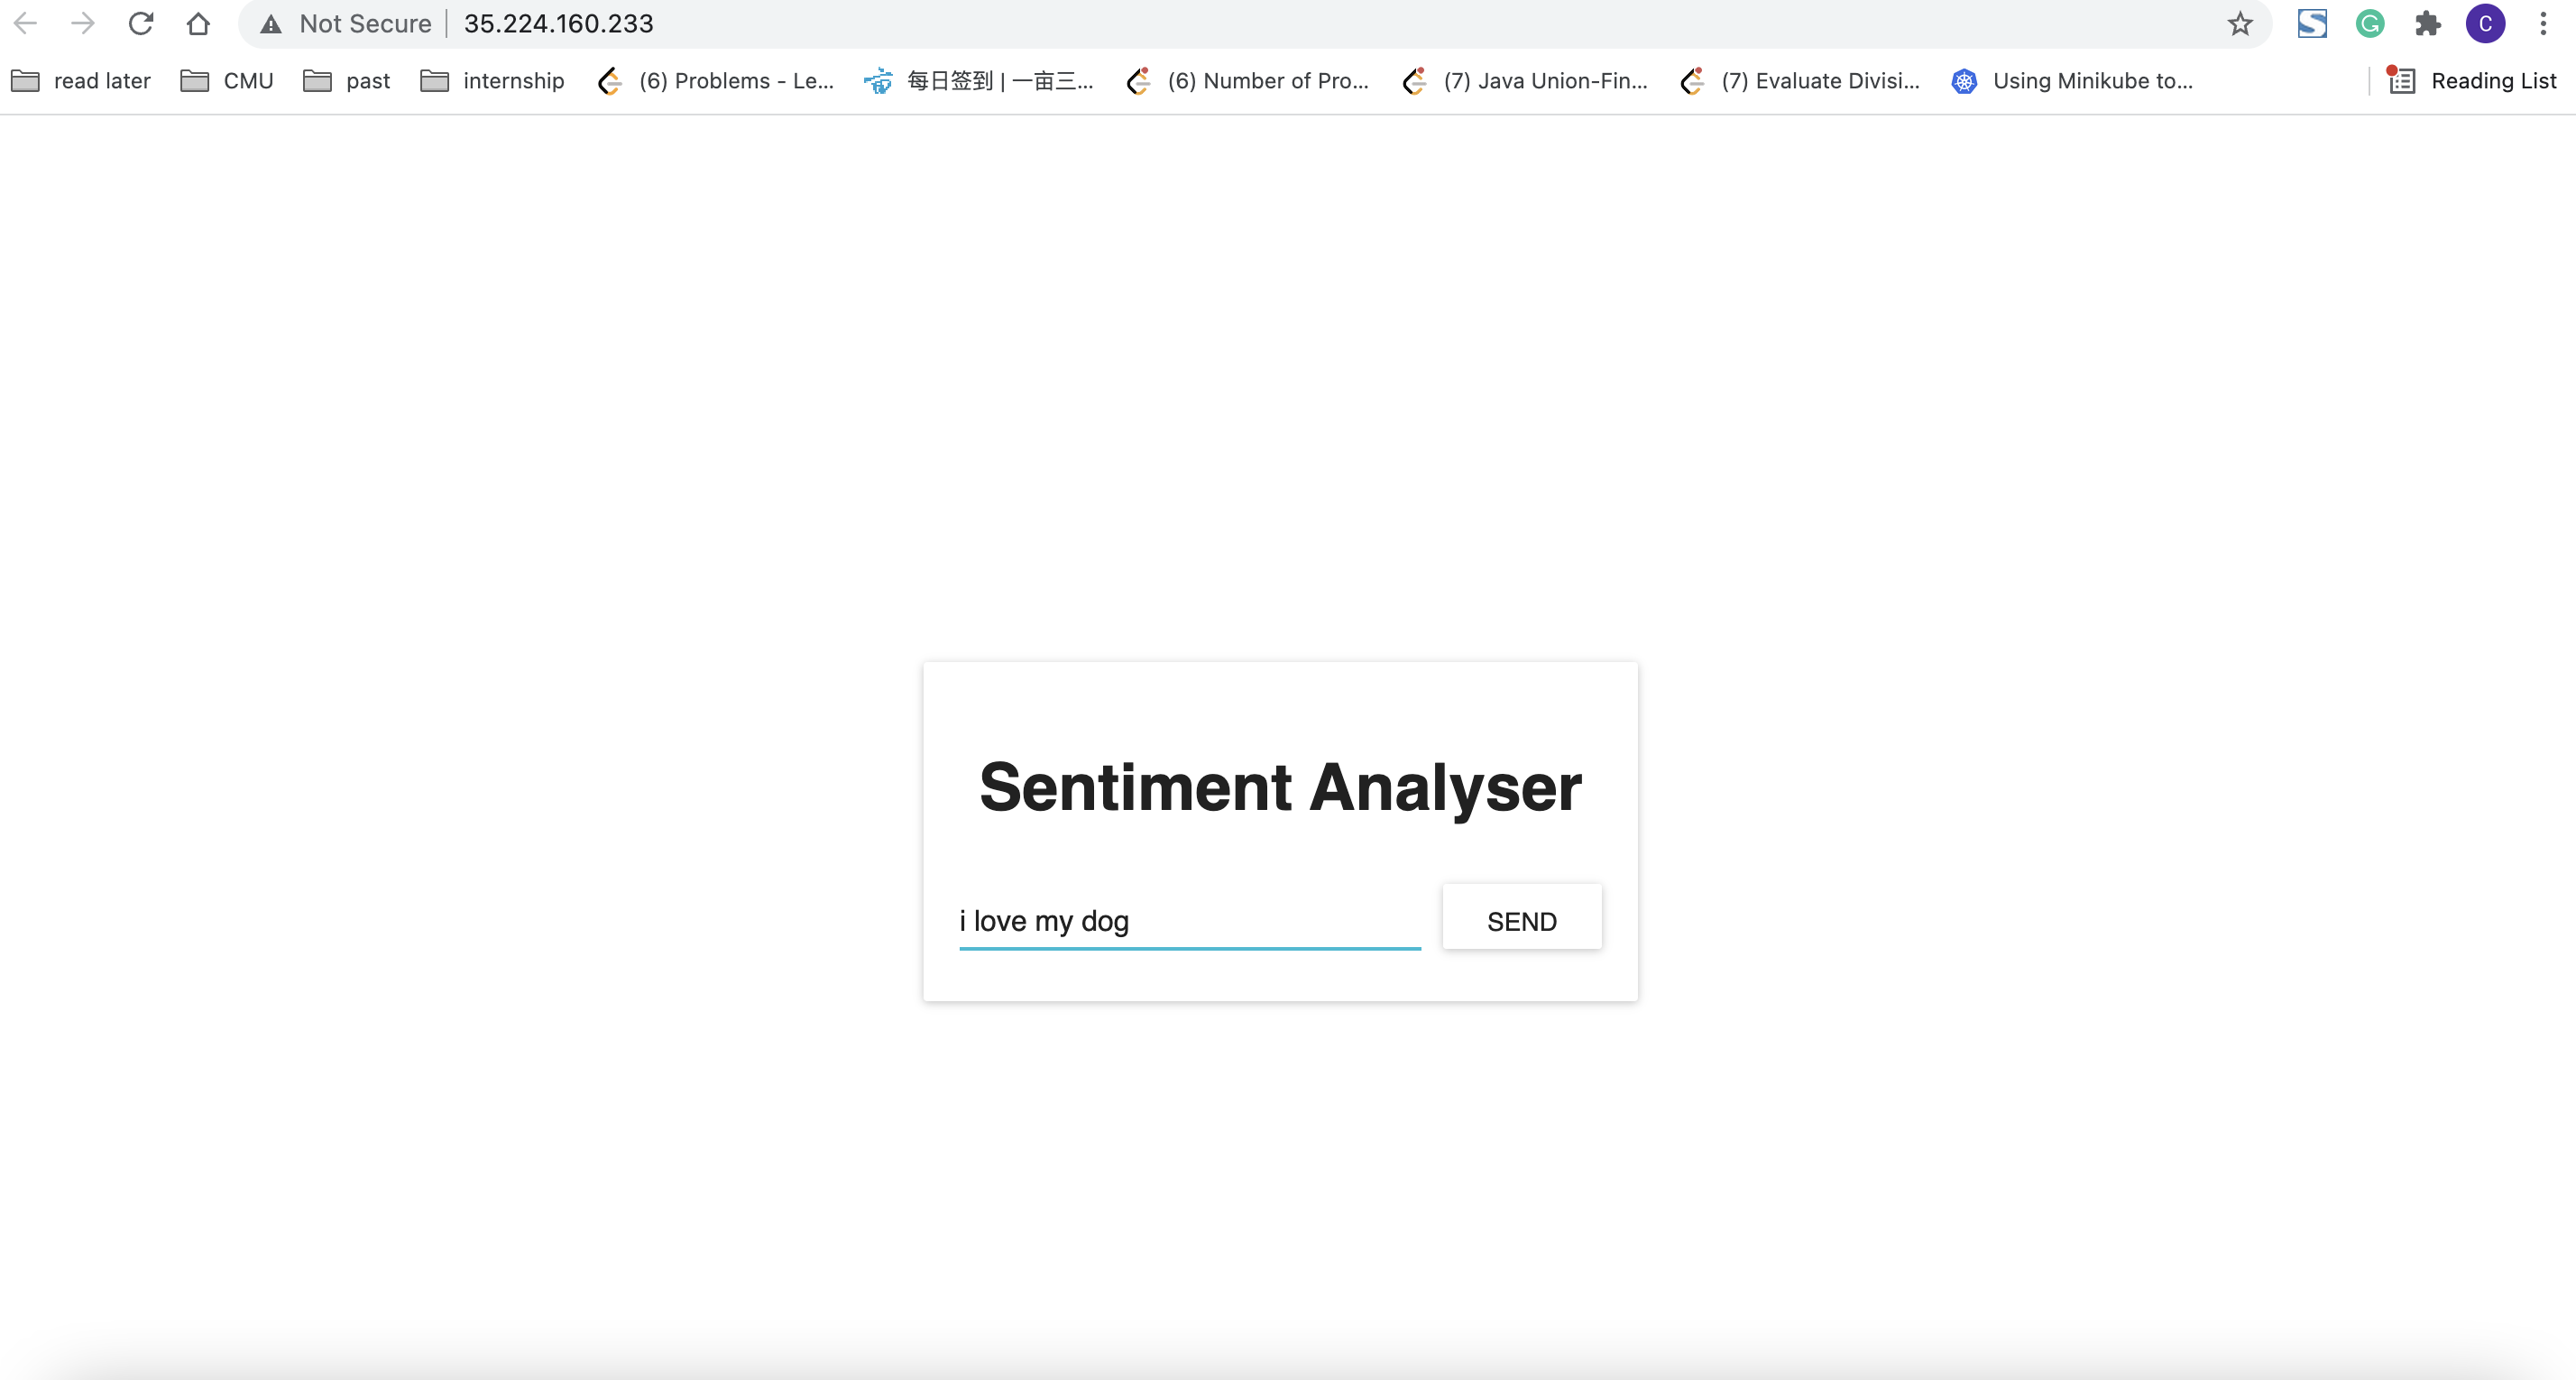 Not Secure 35.224.160.233 C
read later CMU past internship (6) Problems - Le... 每日签到 | 一亩三... (6) Number of Pro... (7) Java Union-Fin... (7) Evaluate Divisi... Using Minikube to... Reading List
Sentiment Analyser
i love my dog SEND